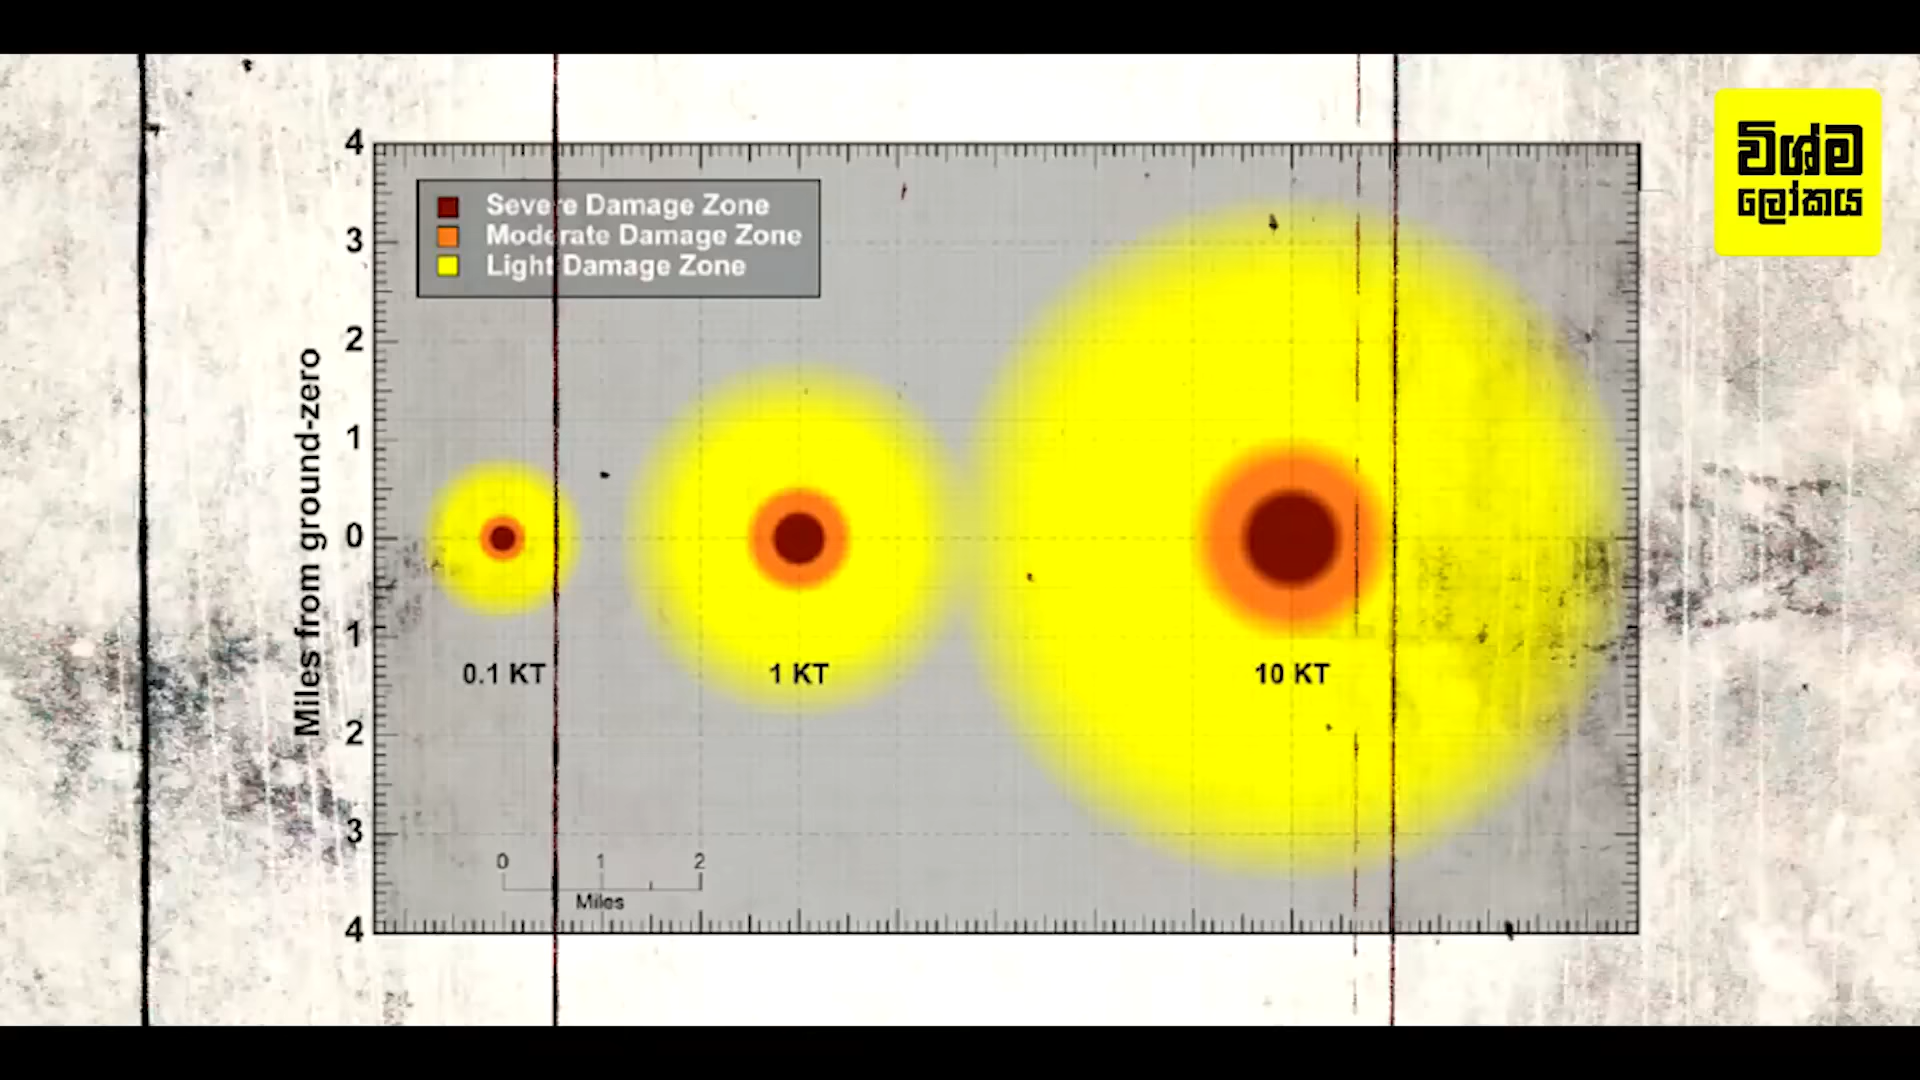 විශ්ම
ලෝකය
Severe Damage Zone
Moderate Damage Zone
Light Damage Zone
Miles from ground-zero
4
3
2
1
0
1
2
3
4
0.1 KT
1 KT
10 KT
0 1 2
Miles